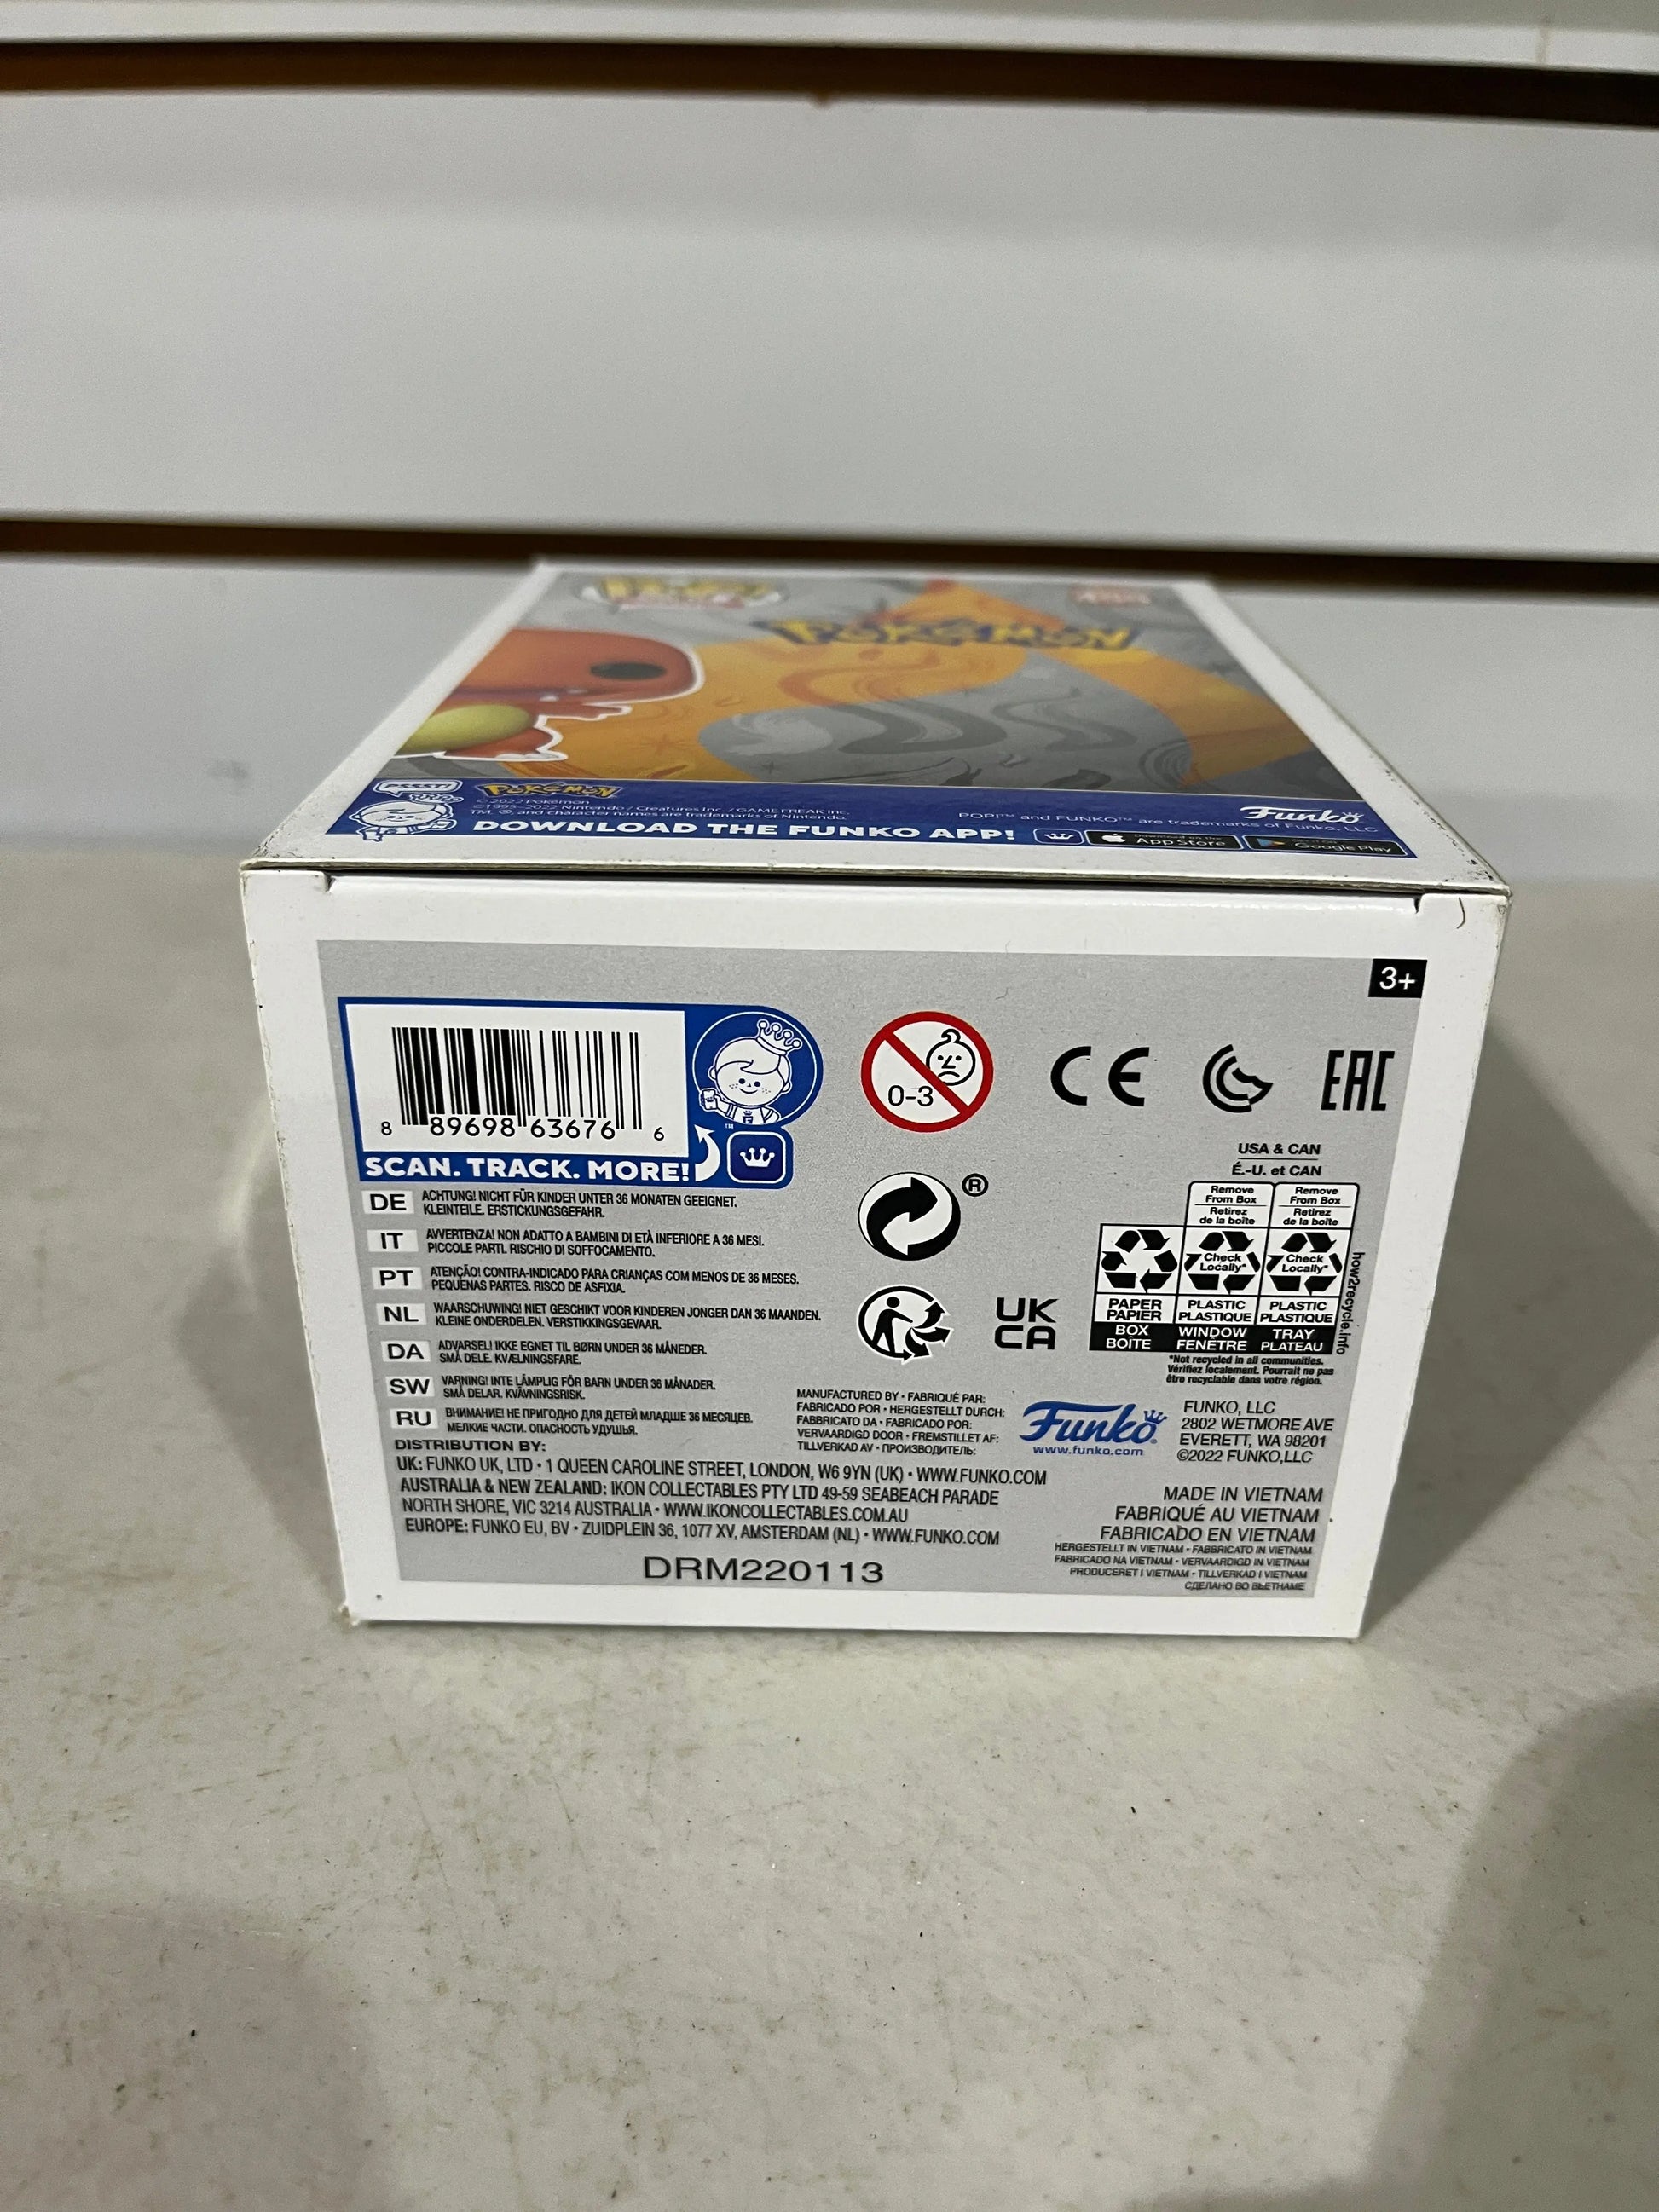 POKÉMON
PSSST!
POKÉMON
©2022 Pokémon
©1995–2022 Nintendo / Creatures Inc. / GAME FREAK inc.
TM, ®, and character names are trademarks of Nintendo.
POP!™ and FUNKO™ are trademarks of Funko, LLC
Funko
DOWNLOAD THE FUNKO APP!
Download on the
App Store
Google Play
3+
8 89698 63676 6
TM
SCAN. TRACK. MORE!
0-3
CE
EAC
USA & CAN
É.-U. et CAN
Remove
From Box
Retirez
de la boîte
Remove
From Box
Retirez
de la boîte
Check
Locally*
Check
Locally*
PAPER
PAPIER
PLASTIC
PLASTIQUE
PLASTIC
PLASTIQUE
BOX
BOÎTE
WINDOW
FENÊTRE
TRAY
PLATEAU
how2recycle.info
*Not recycled in all communities.
Vérifiez localement. Pourrait ne pas
être recyclable dans votre région.
®
UK
CA
DE ACHTUNG! NICHT FÜR KINDER UNTER 36 MONATEN GEEIGNET.
KLEINTEILE. ERSTICKUNGSGEFAHR.
IT AVVERTENZA! NON ADATTO A BAMBINI DI ETÀ INFERIORE A 36 MESI.
PICCOLE PARTI. RISCHIO DI SOFFOCAMENTO.
PT ATENÇÃO! CONTRA-INDICADO PARA CRIANÇAS COM MENOS DE 36 MESES.
PEQUENAS PARTES. RISCO DE ASFIXIA.
NL WAARSCHUWING! NIET GESCHIKT VOOR KINDEREN JONGER DAN 36 MAANDEN.
KLEINE ONDERDELEN. VERSTIKKINGSGEVAAR.
DA ADVARSEL! IKKE EGNET TIL BØRN UNDER 36 MÅNEDER.
SMÅ DELE. KVÆLNINGSFARE.
SW VARNING! INTE LÄMPLIG FÖR BARN UNDER 36 MÅNADER.
SMÅ DELAR. KVÄVNINGSRISK.
RU ВНИМАНИЕ! НЕ ПРИГОДНО ДЛЯ ДЕТЕЙ МЛАДШЕ 36 МЕСЯЦЕВ.
МЕЛКИЕ ЧАСТИ. ОПАСНОСТЬ УДУШЬЯ.
MANUFACTURED BY • FABRIQUÉ PAR:
FABRICADO POR • HERGESTELLT DURCH:
FABBRICATO DA • FABRICADO POR:
VERVAARDIGD DOOR • FREMSTILLET AF:
TILLVERKAD AV • ПРОИЗВОДИТЕЛЬ:
Funko
www.funko.com
FUNKO, LLC
2802 WETMORE AVE
EVERETT, WA 98201
©2022 FUNKO,LLC
DISTRIBUTION BY:
UK: FUNKO UK, LTD • 1 QUEEN CAROLINE STREET, LONDON, W6 9YN (UK) • WWW.FUNKO.COM
AUSTRALIA & NEW ZEALAND: IKON COLLECTABLES PTY LTD 49-59 SEABEACH PARADE
NORTH SHORE, VIC 3214 AUSTRALIA • WWW.IKONCOLLECTABLES.COM.AU
EUROPE: FUNKO EU, BV • ZUIDPLEIN 36, 1077 XV, AMSTERDAM (NL) • WWW.FUNKO.COM
DRM220113
MADE IN VIETNAM
FABRIQUÉ AU VIETNAM
FABRICADO EN VIETNAM
HERGESTELLT IN VIETNAM • FABBRICATO IN VIETNAM
FABRICADO NA VIETNAM • VERVAARDIGD IN VIETNAM
PRODUCERET I VIETNAM • TILLVERKAD I VIETNAM
СДЕЛАНО ВО ВЬЕТНАМЕ